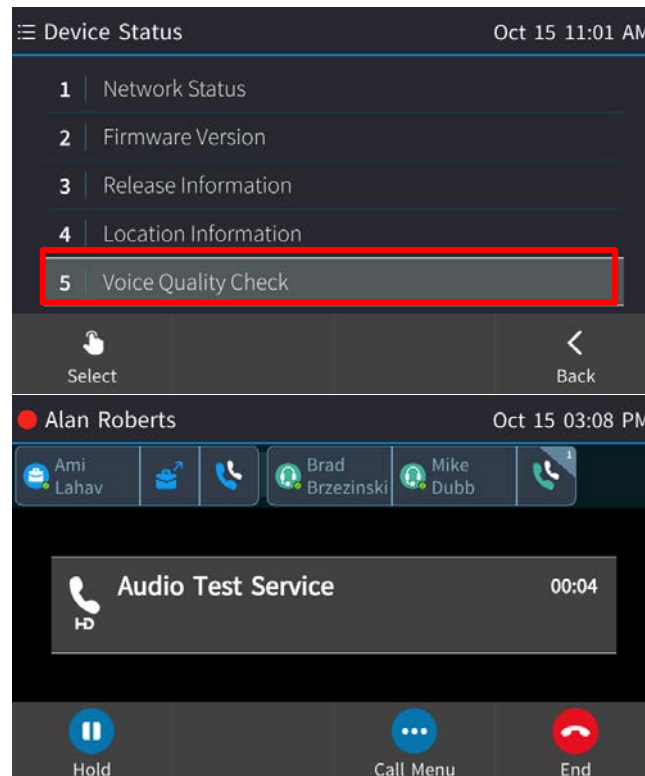 Device Status Oct 15 11:01 AM
1 Network Status
2 Firmware Version
3 Release Information
4 Location Information
5 Voice Quality Check
Select Back
Alan Roberts Oct 15 03:08 PM
Ami Brad Mike 1
Lahav Brzezinski Dubb
Audio Test Service 00:04
HD
Hold Call Menu End